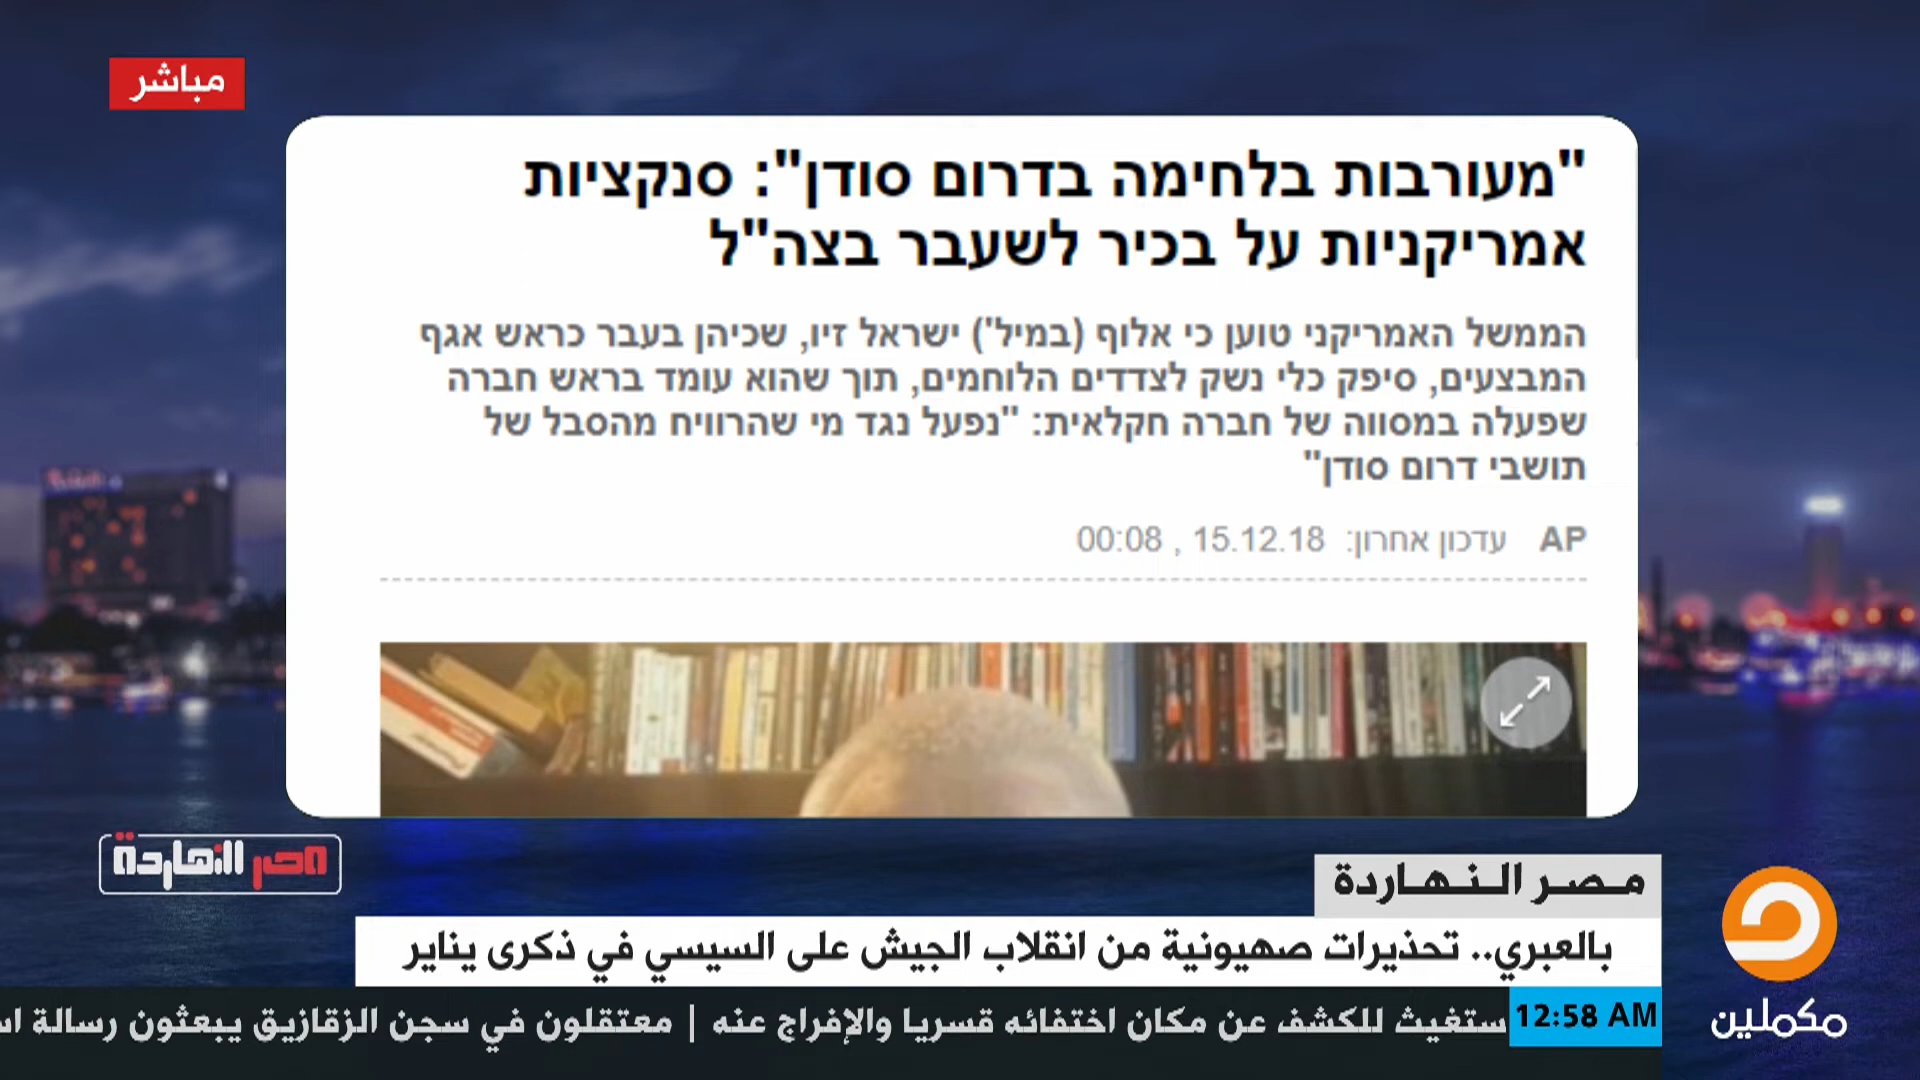 مباشر
"מעורבות בלחימה בדרום סודן": סנקציות
אמריקניות על בכיר לשעבר בצה"ל
הממשל האמריקני טוען כי אלוף (במיל') ישראל זיו, שכיהן בעבר כראש אגף
המבצעים, סיפק כלי נשק לצדדים הלוחמים, תוך שהוא עומד בראש חברה
שפעלה במסווה של חברה חקלאית: "נפעל נגד מי שהרוויח מהסבל של
תושבי דרום סודן"
AP עדכון אחרון: 15.12.18 , 00:08
مصر النهاردة
مصر النهاردة
بالعبري.. تحذيرات صهيونية من انقلاب الجيش على السيسي في ذكرى يناير
12:58 AM
ستغيث للكشف عن مكان اختفائه قسريا والإفراج عنه | معتقلون في سجن الزقازيق يبعثون رسالة
مكملين